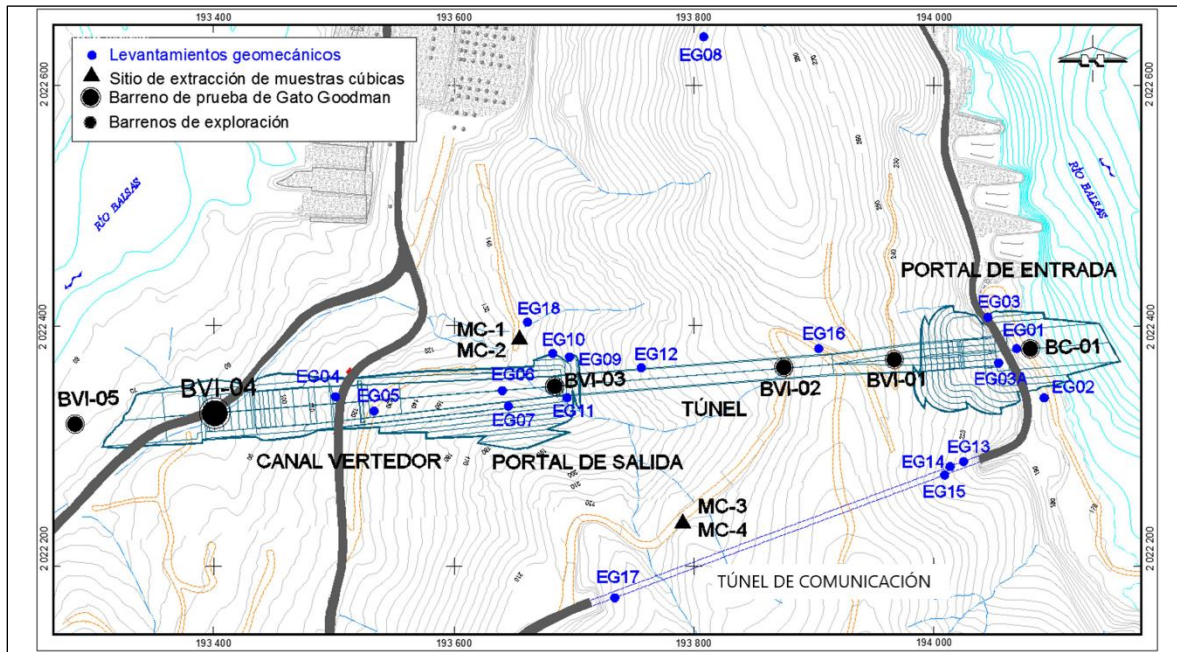 193 400
193 600
193 800
194 000
Levantamientos geomecánicos
Sitio de extracción de muestras cúbicas
Barreno de prueba de Gato Goodman
Barrenos de exploración
EG08
2 022 600
2 022 600
RÍO BALSAS
RÍO BALSAS
PORTAL DE ENTRADA
EG03
EG18
MC-1
MC-2
EG10
EG09
EG12
EG16
EG01
BC-01
2 022 400
2 022 400
EG04
EG05
EG06
EG07
BVI-03
EG11
BVI-02
BVI-01
EG03A
EG02
BVI-04
BVI-05
TÚNEL
CANAL VERTEDOR
PORTAL DE SALIDA
EG14
EG13
EG15
MC-3
MC-4
2 022 200
2 022 200
EG17
TÚNEL DE COMUNICACIÓN
193 400
193 600
193 800
194 000